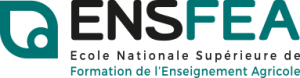 ENSFEA
Ecole Nationale Supérieure de
Formation de l'Enseignement Agricole